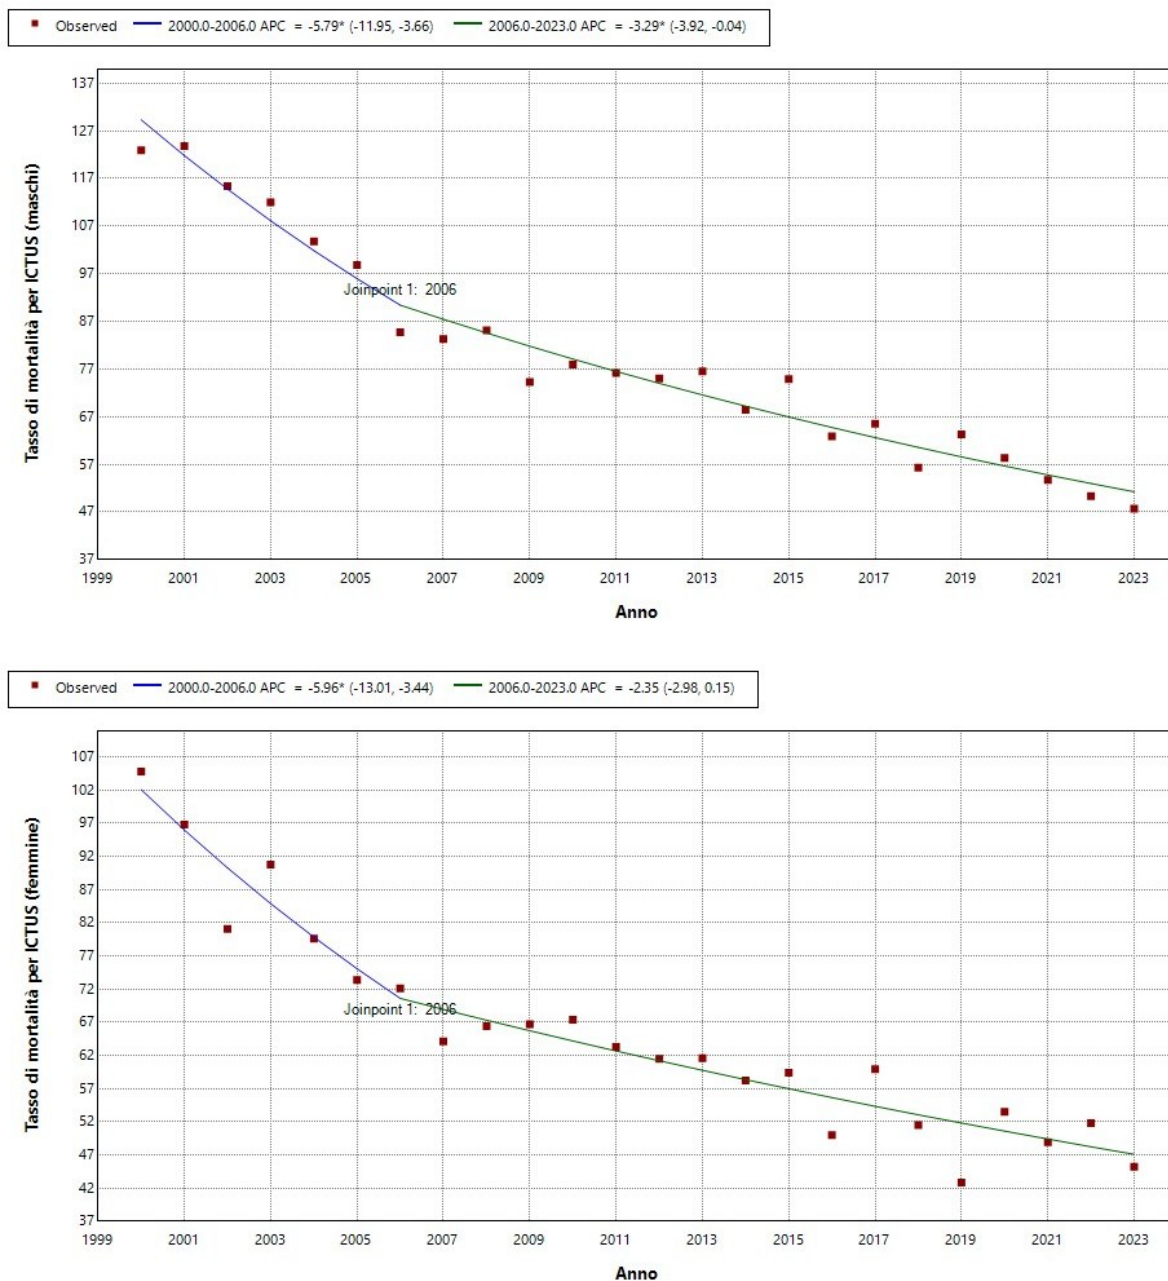 Observed 2000.0-2006.0 APC = -5.79* (-11.95, -3.66) 2006.0-2023.0 APC = -3.29* (-3.92, -0.04)
137
127
117
107
97
87
77
67
57
47
37
Tasso di mortalità per ICTUS (maschi)
Joinpoint 1: 2006
1999 2001 2003 2005 2007 2009 2011 2013 2015 2017 2019 2021 2023
Anno
Observed 2000.0-2006.0 APC = -5.96* (-13.01, -3.44) 2006.0-2023.0 APC = -2.35 (-2.98, 0.15)
107
102
97
92
87
82
77
72
67
62
57
52
47
42
37
Tasso di mortalità per ICTUS (femmine)
Joinpoint 1: 2006
1999 2001 2003 2005 2007 2009 2011 2013 2015 2017 2019 2021 2023
Anno